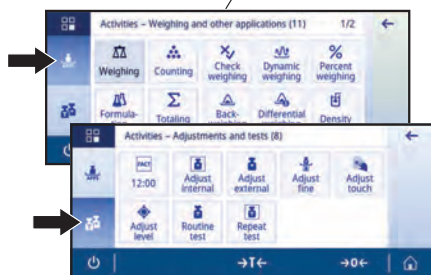 Activities – Weighing and other applications (11) 1/2
Weighing
Counting
Check
weighing
Dynamic
weighing
Percent
weighing
Formula-
Totaling
Back-
Differential
Density
Activities – Adjustments and tests (8)
APPS
FACT
12:00
Adjust
internal
Adjust
external
Adjust
fine
Adjust
touch
Adjust
level
Routine
test
Repeat
test
→T←
→0←